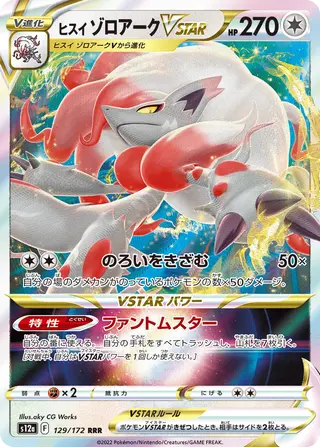 V進化 ヒスイ ゾロアークVSTAR HP270
ヒスイ ゾロアークVから進化
のろいをきざむ 50×
自分の場のダメカンがのっているポケモンの数×50ダメージ。
VSTARパワー
特性 とくせい ファントムスター
自分の番に使える。自分の手札をすべてトラッシュし、山札を7枚引く。
[対戦中、自分はVSTARパワーを1回しか使えない。]
弱点 ×2 抵抗力 にげる
VSTARルール
Illus.aky CG Works
ポケモンVSTARがきぜつしたとき、相手はサイドを2枚とる。
s12a F 129/172 RRR
©2022 Pokémon/Nintendo/Creatures/GAME FREAK.